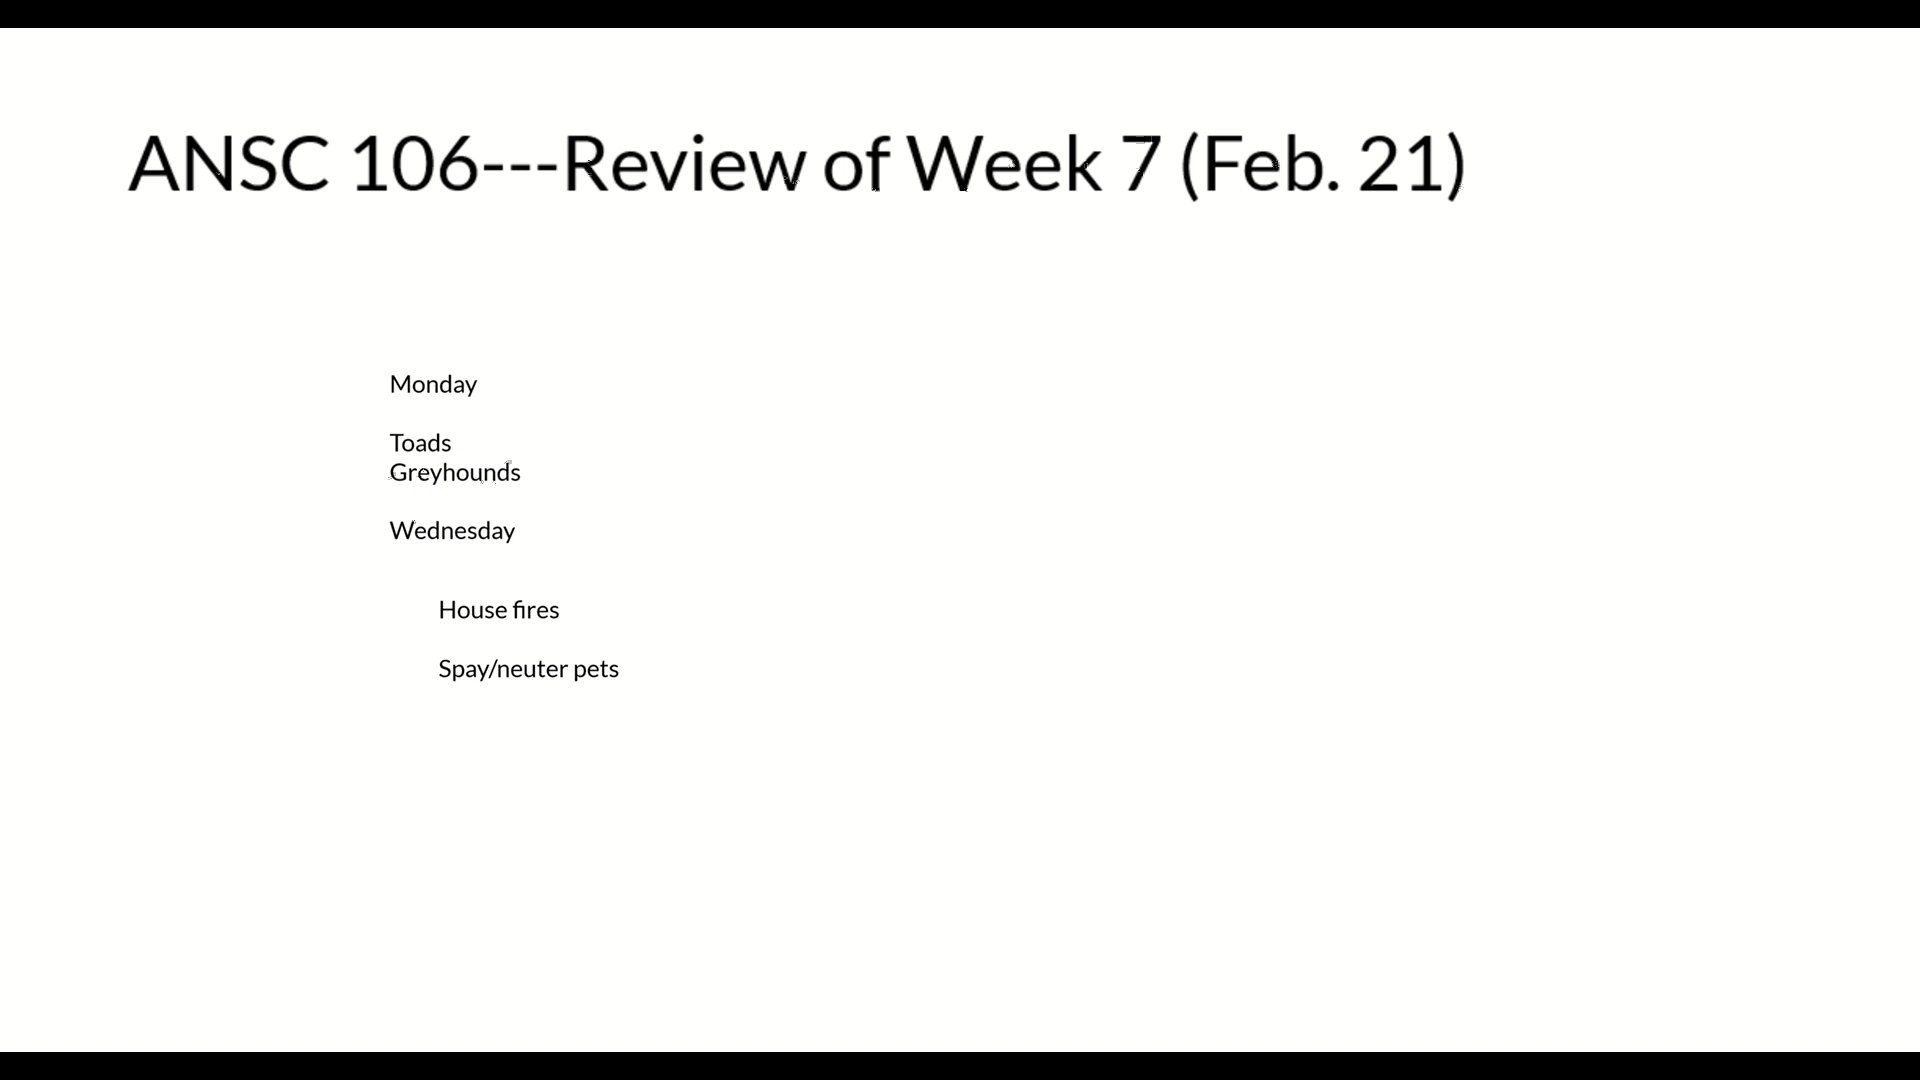 ANSC 106---Review of Week 7 (Feb. 21)
Monday
Toads
Greyhounds
Wednesday
House fires
Spay/neuter pets